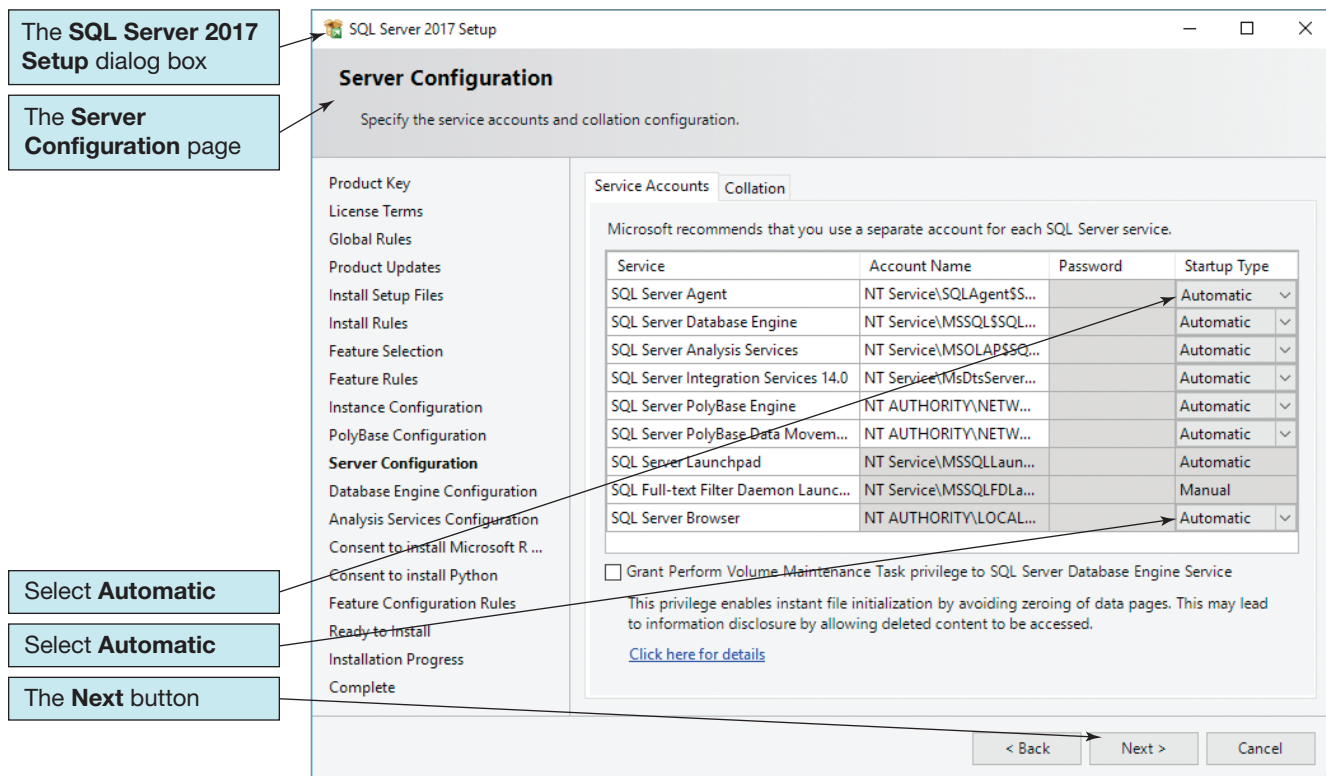 The SQL Server 2017
Setup dialog box
The Server
Configuration page
Select Automatic
Select Automatic
The Next button
SQL Server 2017 Setup
Server Configuration
Specify the service accounts and collation configuration.
Product Key
License Terms
Global Rules
Product Updates
Install Setup Files
Install Rules
Feature Selection
Feature Rules
Instance Configuration
PolyBase Configuration
Server Configuration
Database Engine Configuration
Analysis Services Configuration
Consent to install Microsoft R ...
Consent to install Python
Feature Configuration Rules
Ready to Install
Installation Progress
Complete
Service Accounts Collation
Microsoft recommends that you use a separate account for each SQL Server service.
Service Account Name Password Startup Type
SQL Server Agent NT Service\SQLAgent$S... Automatic
SQL Server Database Engine NT Service\MSSQL$SQL... Automatic
SQL Server Analysis Services NT Service\MSOLAP$SQ... Automatic
SQL Server Integration Services 14.0 NT Service\MsDtsServer... Automatic
SQL Server PolyBase Engine NT AUTHORITY\NETW... Automatic
SQL Server PolyBase Data Movem... NT AUTHORITY\NETW... Automatic
SQL Server Launchpad NT Service\MSSQLLaun... Automatic
SQL Full-text Filter Daemon Launc... NT Service\MSSQLFDLa... Manual
SQL Server Browser NT AUTHORITY\LOCAL... Automatic
Grant Perform Volume Maintenance Task privilege to SQL Server Database Engine Service
This privilege enables instant file initialization by avoiding zeroing of data pages. This may lead
to information disclosure by allowing deleted content to be accessed.
Click here for details
< Back Next > Cancel